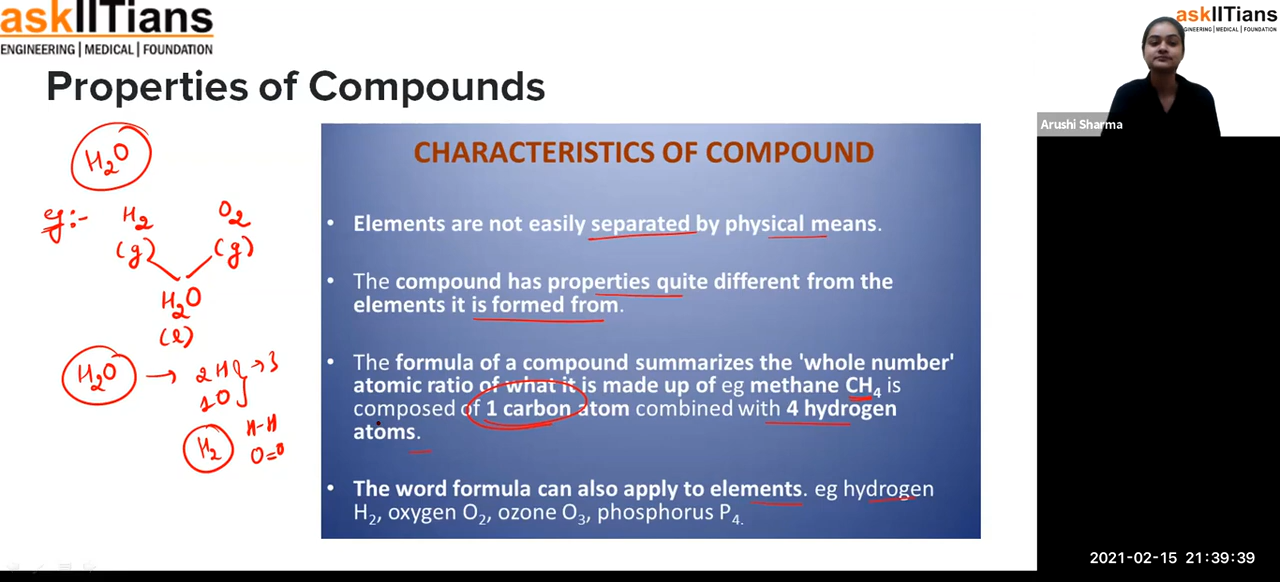 askIITians
ENGINEERING | MEDICAL | FOUNDATION
askIITians
ENGINEERING | MEDICAL | FOUNDATION
Arushi Sharma
Properties of Compounds
H₂O
eg:- H₂ O₂
(g) (g)
H₂O
(l)
H₂O → 2H → 3
1O
H₂ H-H
O=O
CHARACTERISTICS OF COMPOUND
• Elements are not easily separated by physical means.
• The compound has properties quite different from the
elements it is formed from.
• The formula of a compound summarizes the 'whole number'
atomic ratio of what it is made up of eg methane CH₄ is
composed of 1 carbon atom combined with 4 hydrogen
atoms.
• The word formula can also apply to elements. eg hydrogen
H₂, oxygen O₂, ozone O₃, phosphorus P₄.
2021-02-15 21:39:39